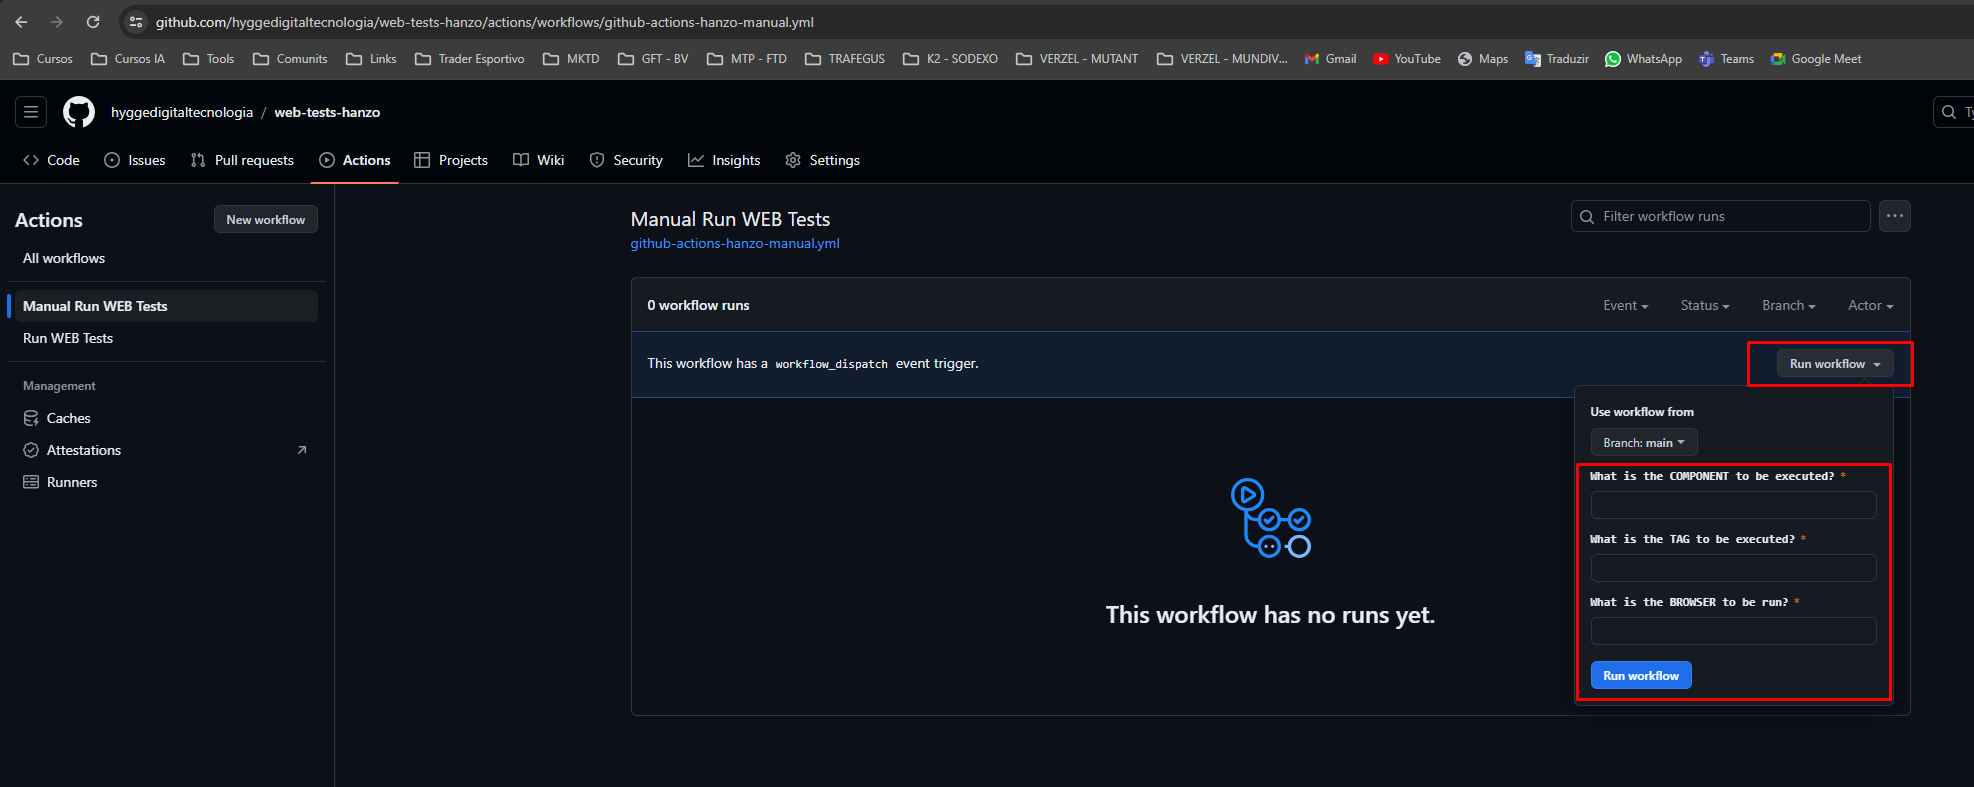 github.com/hyggedigitaltecnologia/web-tests-hanzo/actions/workflows/github-actions-hanzo-manual.yml
Cursos Cursos IA Tools Comunits Links Trader Esportivo MKTD GFT - BV MTP - FTD TRAFEGUS K2 - SODEXO VERZEL - MUTANT VERZEL - MUNDIV... Gmail YouTube Maps Traduzir WhatsApp Teams Google Meet
hyggedigitaltecnologia / web-tests-hanzo
Code Issues Pull requests Actions Projects Wiki Security Insights Settings
Actions
New workflow
All workflows
Manual Run WEB Tests
Run WEB Tests
Management
Caches
Attestations
Runners
Manual Run WEB Tests
github-actions-hanzo-manual.yml
Filter workflow runs
0 workflow runs
Event Status Branch Actor
This workflow has a workflow_dispatch event trigger.
Run workflow
Use workflow from
Branch: main
What is the COMPONENT to be executed? *
What is the TAG to be executed? *
What is the BROWSER to be run? *
Run workflow
This workflow has no runs yet.